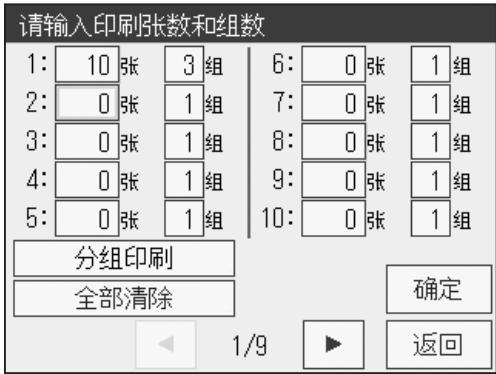 请输入印刷张数和组数
1: 10 张 3 组 6: 0 张 1 组
2: 0 张 1 组 7: 0 张 1 组
3: 0 张 1 组 8: 0 张 1 组
4: 0 张 1 组 9: 0 张 1 组
5: 0 张 1 组 10: 0 张 1 组
分组印刷
全部清除
确定
◀ 1/9 ▶ 返回